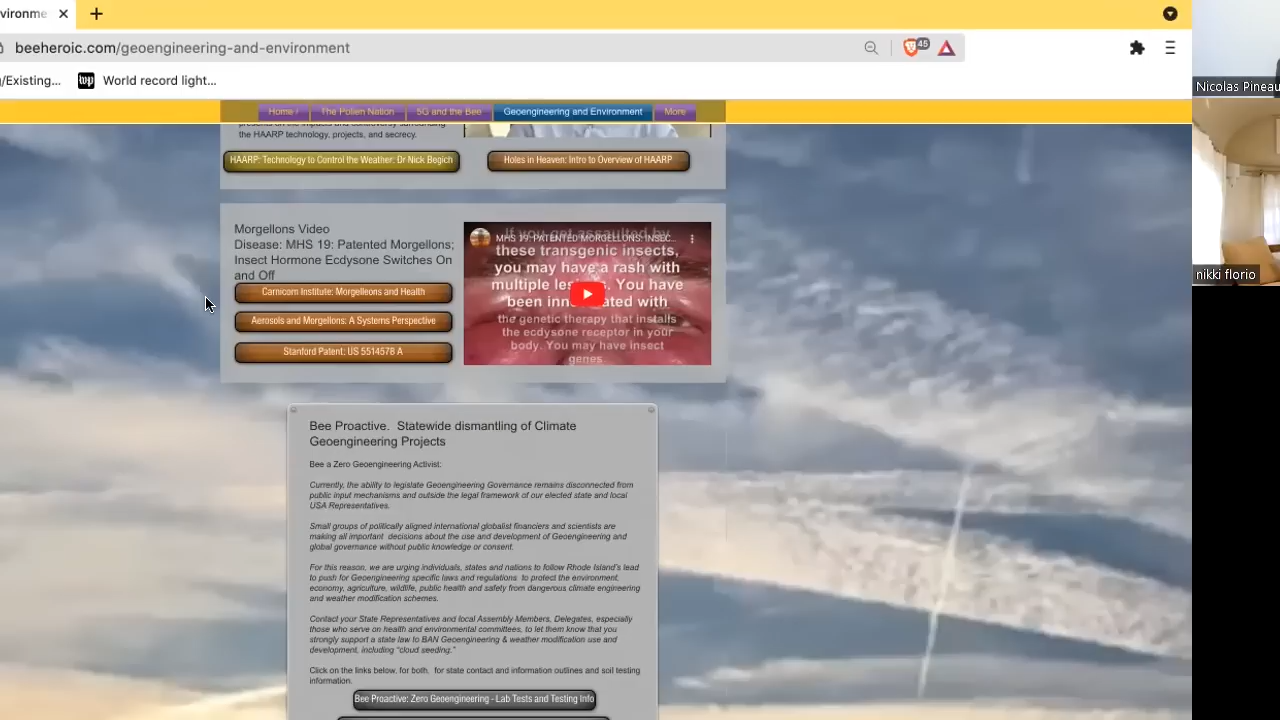 vironme
beeheroic.com/geoengineering-and-environment
45
/Existing...
wp
World record light...
Nicolas Pineau
Home /
The Pollen Nation
5G and the Bee
Geoengineering and Environment
More
the HAARP technology, projects, and secrecy.
HAARP: Technology to Control the Weather: Dr Nick Begich
Holes in Heaven: Intro to Overview of HAARP
Morgellons Video
Disease: MHS 19: Patented Morgellons;
Insect Hormone Ecdysone Switches On
and Off
Carnicom Institute: Morgelleons and Health
Aerosols and Morgellons: A Systems Perspective
Stanford Patent: US 5514578 A
If you get assaulted by
MHS 19: PATENTED MORGELLONS: INSEC...
these transgenic insects,
you may have a rash with
multiple lesions. You
have been innoculated with
the genetic therapy that installs
the ecdysone receptor in your
body. You may have insect
genes
nikki florio
Bee Proactive. Statewide dismantling of Climate
Geoengineering Projects
Bee a Zero Geoengineering Activist:
Currently, the ability to legislate Geoengineering Governance remains disconnected from
public input mechanisms and outside the legal framework of our elected state and local
USA Representatives.
Small groups of politically aligned international globalist financiers and scientists are
making all important decisions about the use and development of Geoengineering and
global governance without public knowledge or consent.
For this reason, we are urging individuals, states and nations to follow Rhode Island's lead
to push for Geoengineering specific laws and regulations to protect the environment,
economy, agriculture, wildlife, public health and safety from dangerous climate engineering
and weather modification schemes.
Contact your State Representatives and local Assembly Members, Delegates, especially
those who serve on health and environmental committees, to let them know that you
strongly support a state law to BAN Geoengineering & weather modification use and
development, including "cloud seeding."
Click on the links below. for both. for state contact and information outlines and soil testing
information.
Bee Proactive: Zero Geoengineering - Lab Tests and Testing Info